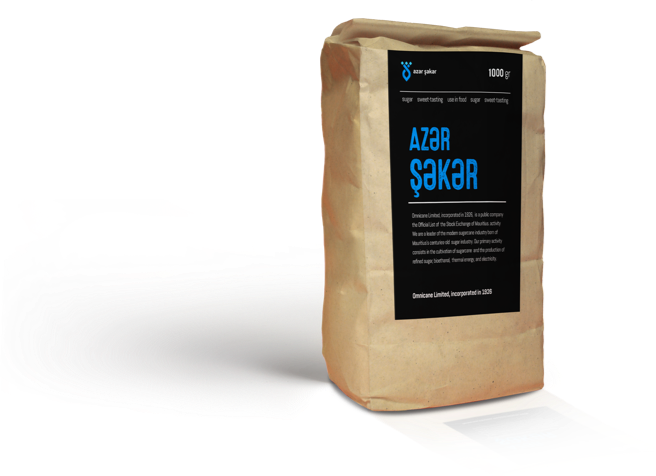 azər şəkər
1000 gr
sugar sweet-tasting use in food sugar sweet-tasting
AZƏR
ŞƏKƏR
Omnicane Limited, incorporated in 1926, is a public company
the Official List of the Stock Exchange of Mauritius. activity
We are a leader of the modern sugarcane industry born of
Mauritius's centuries-old sugar industry. Our primary activity
consists in the cultivation of sugarcane and the production of
refined sugar, bioethanol, thermal energy, and electricity.
Omnicane Limited, incorporated in 1926